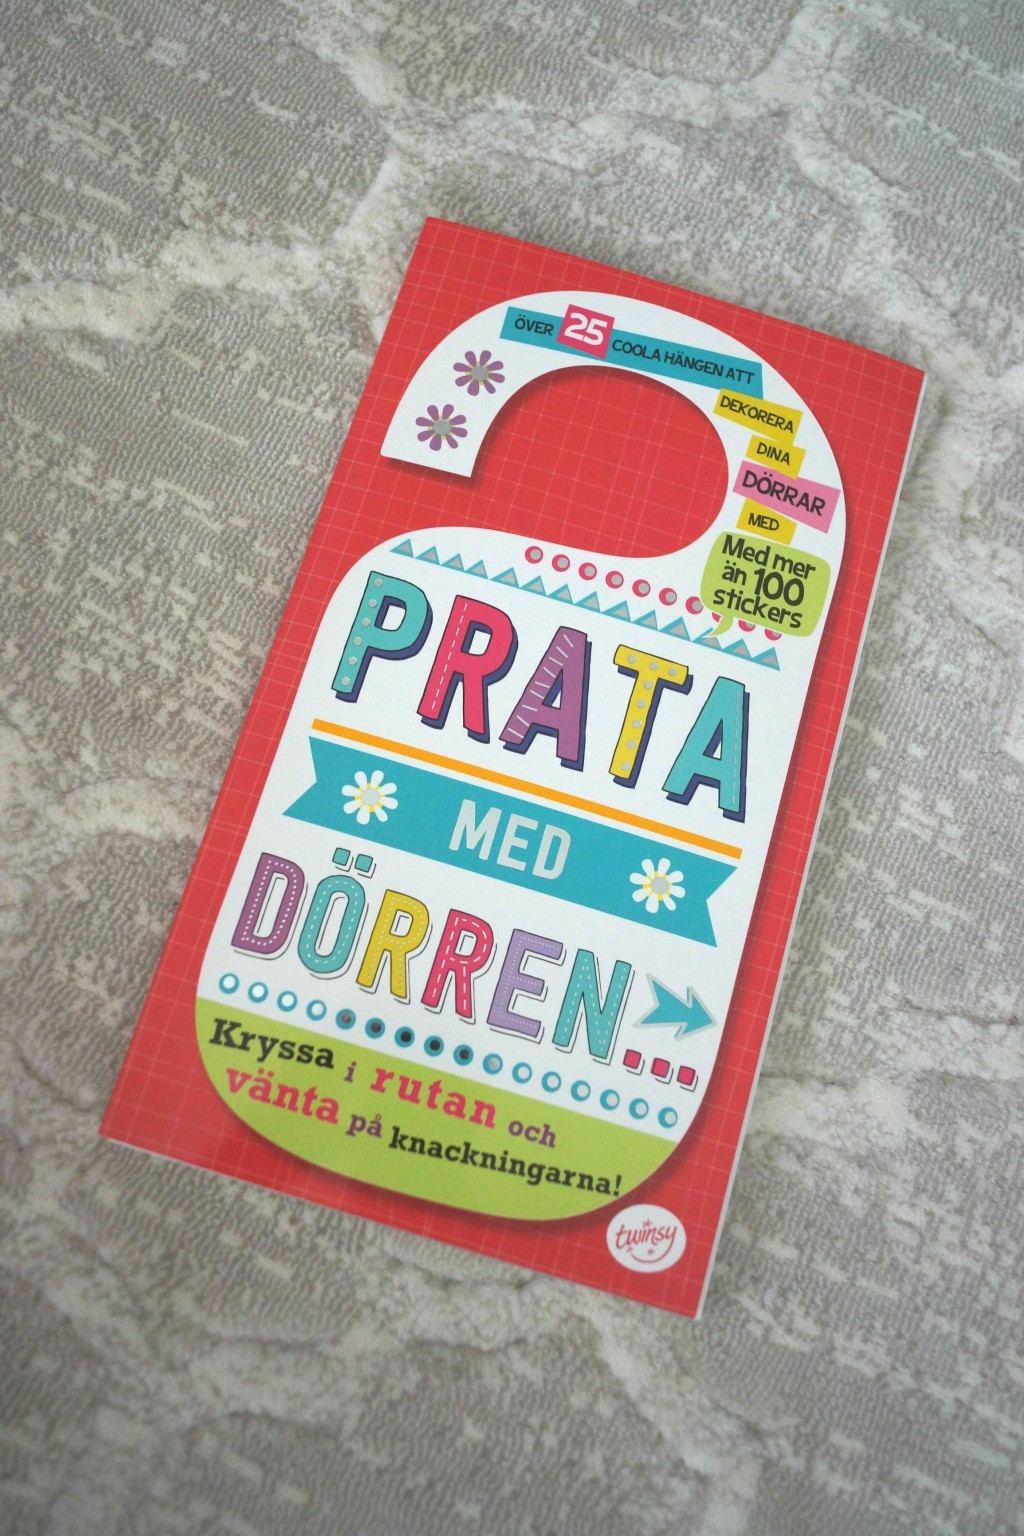 ÖVER 25 COOLA HÄNGEN ATT
DEKORERA
DINA
DÖRRAR
MED
Med mer
än 100
stickers
PRATA
MED
DÖRREN...
Kryssa i rutan och
vänta på knackningarna!
twinsy